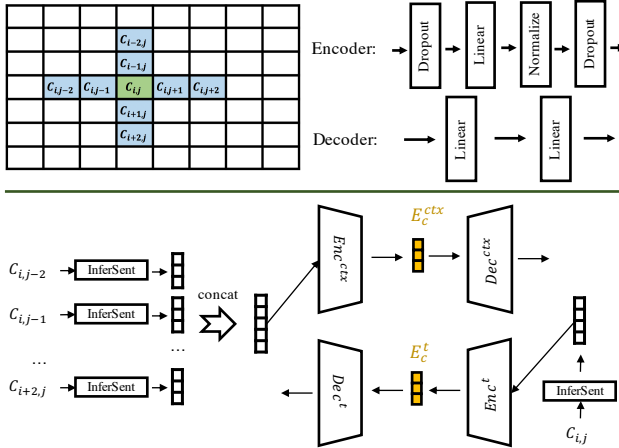 C_{i-2,j}
C_{i-1,j}
C_{i,j-2} C_{i,j-1} C_{i,j} C_{i,j+1} C_{i,j+2}
C_{i+1,j}
C_{i+2,j}
Encoder: Dropout Linear Normalize Dropout
Decoder: Linear Linear
C_{i,j-2} InferSent
C_{i,j-1} InferSent
... ...
C_{i+2,j} InferSent
concat
Enc^{ctx} E_c^{ctx} Dec^{ctx}
Dec^t E_c^t Enc^t
InferSent
C_{i,j}